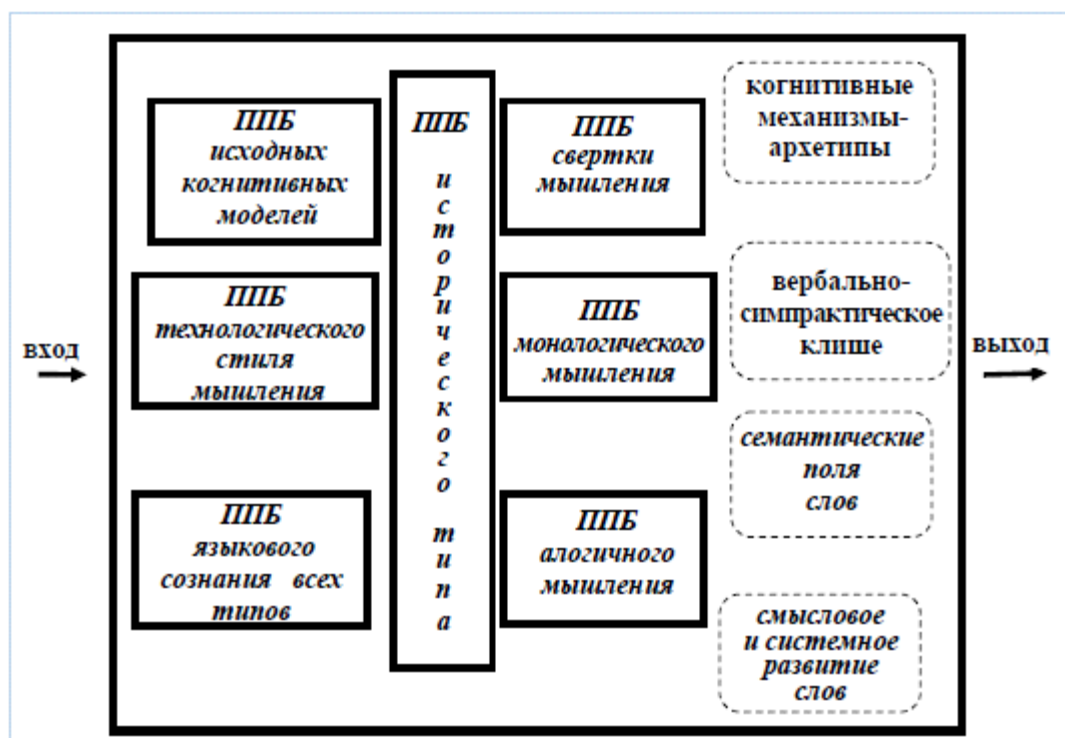 вход
ППБ
исходных
когнитивных
моделей
ППБ
технологического
стиля
мышления
ППБ
языкового
сознания всех
типов
ППБ
исторического
типа
ППБ
свертки
мышления
ППБ
монологического
мышления
ППБ
алогичного
мышления
когнитивные
механизмы-
архетипы
вербально-
симпрактическое
клише
семантические
поля
слов
смысловое
и системное
развитие
слов
выход